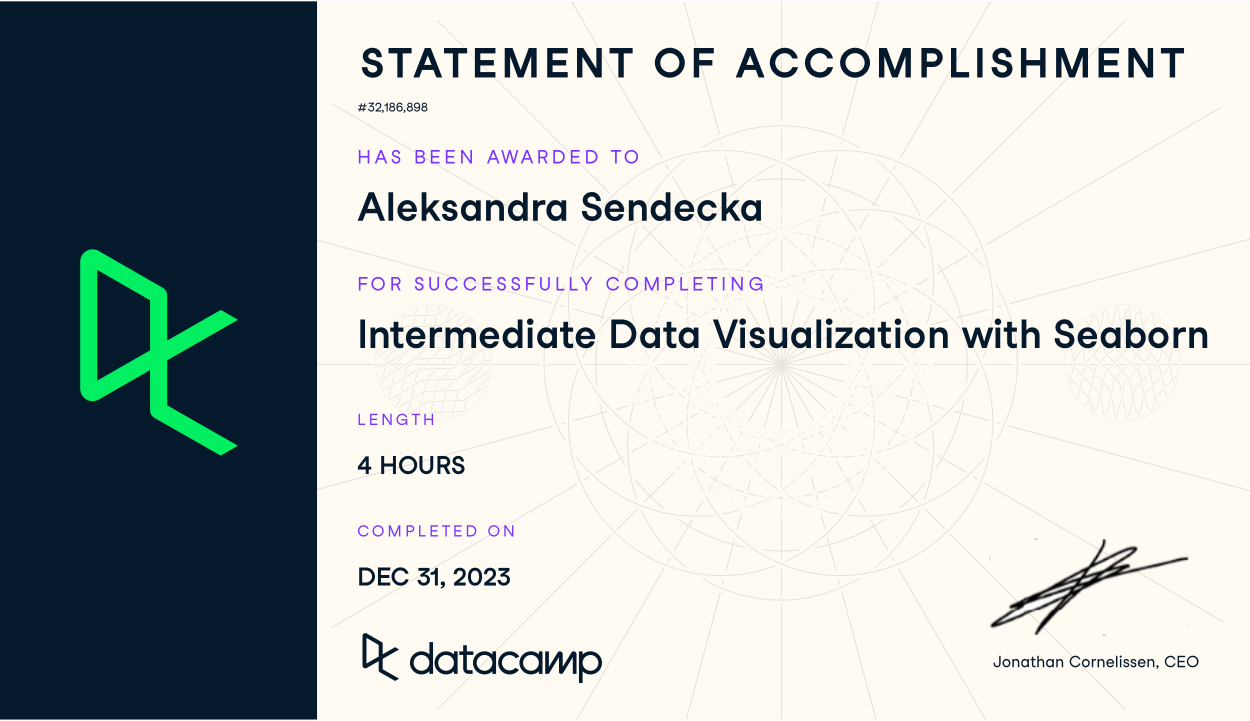 STATEMENT OF ACCOMPLISHMENT
#32,186,898
HAS BEEN AWARDED TO
Aleksandra Sendecka
FOR SUCCESSFULLY COMPLETING
Intermediate Data Visualization with Seaborn
LENGTH
4 HOURS
COMPLETED ON
DEC 31, 2023
datacamp
Jonathan Cornelissen, CEO